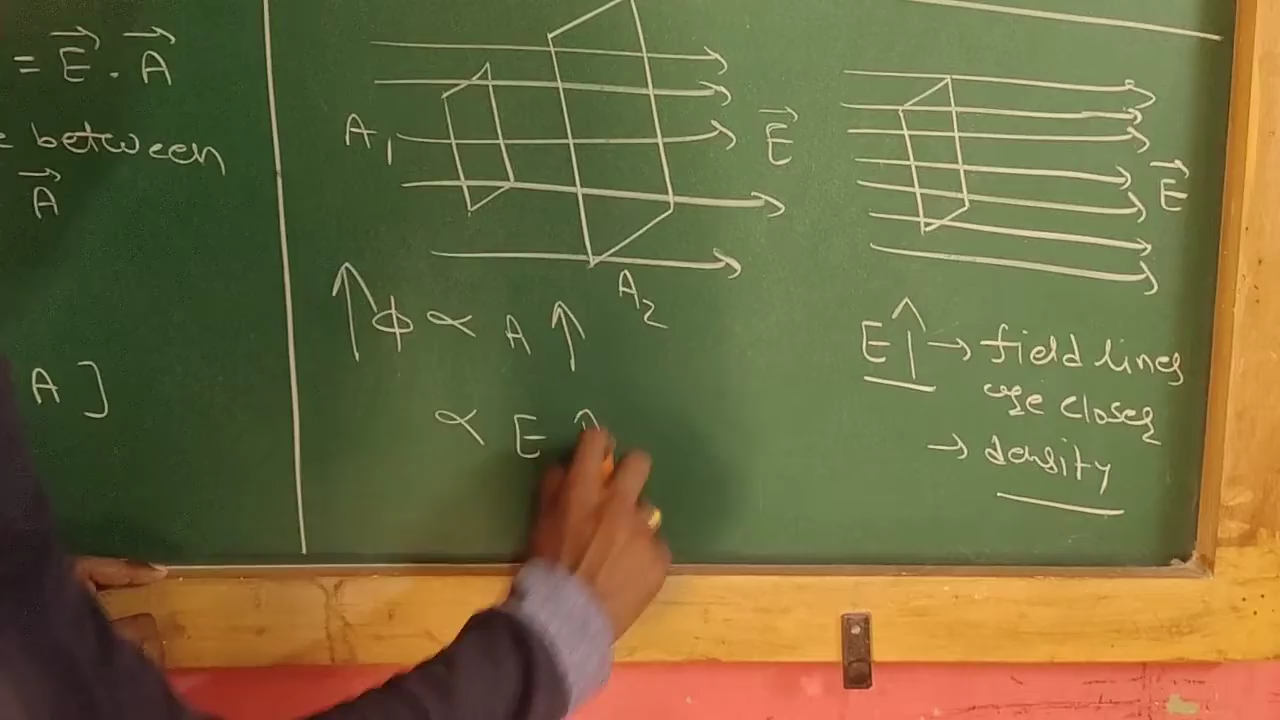 = E⃗ . A⃗
e between
A⃗
A ]
A₁
E⃗
A₂
↑ ϕ ∝ A ↑
∝ E ↑
E⃗
E↑ → field lines
are closer
→ density